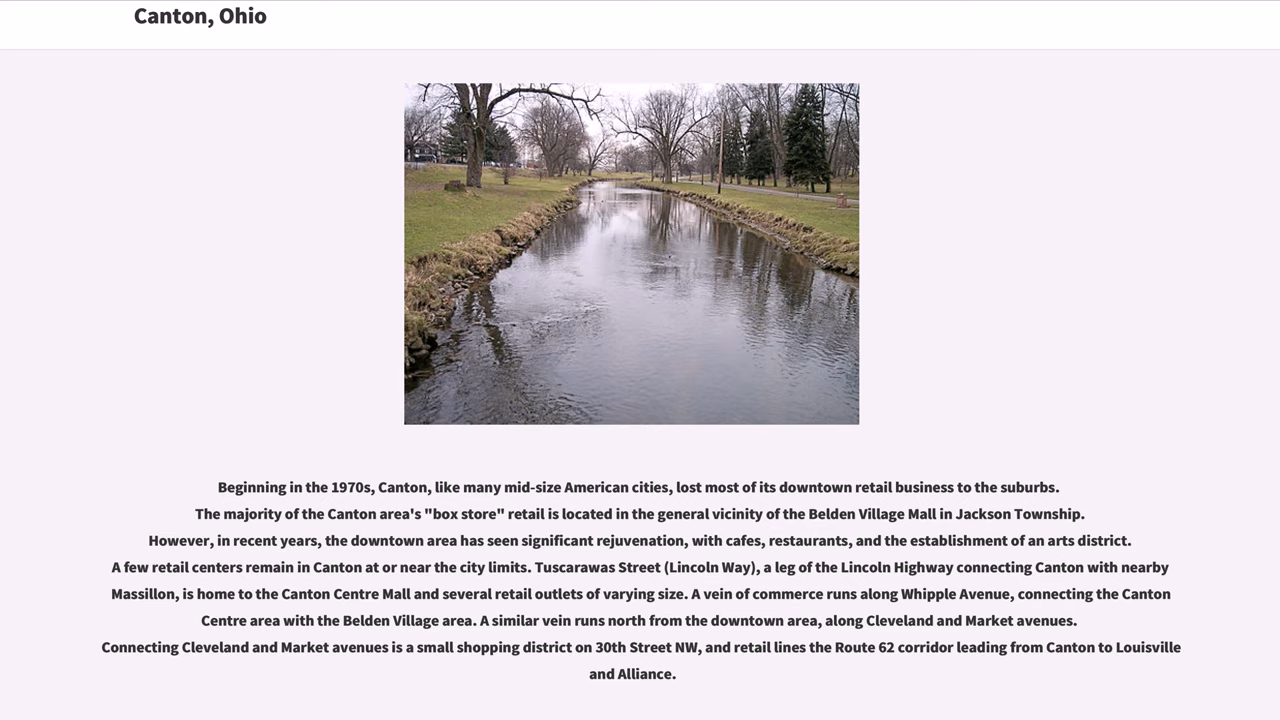 Canton, Ohio
Beginning in the 1970s, Canton, like many mid-size American cities, lost most of its downtown retail business to the suburbs.
The majority of the Canton area's "box store" retail is located in the general vicinity of the Belden Village Mall in Jackson Township.
However, in recent years, the downtown area has seen significant rejuvenation, with cafes, restaurants, and the establishment of an arts district.
A few retail centers remain in Canton at or near the city limits. Tuscarawas Street (Lincoln Way), a leg of the Lincoln Highway connecting Canton with nearby
Massillon, is home to the Canton Centre Mall and several retail outlets of varying size. A vein of commerce runs along Whipple Avenue, connecting the Canton
Centre area with the Belden Village area. A similar vein runs north from the downtown area, along Cleveland and Market avenues.
Connecting Cleveland and Market avenues is a small shopping district on 30th Street NW, and retail lines the Route 62 corridor leading from Canton to Louisville
and Alliance.